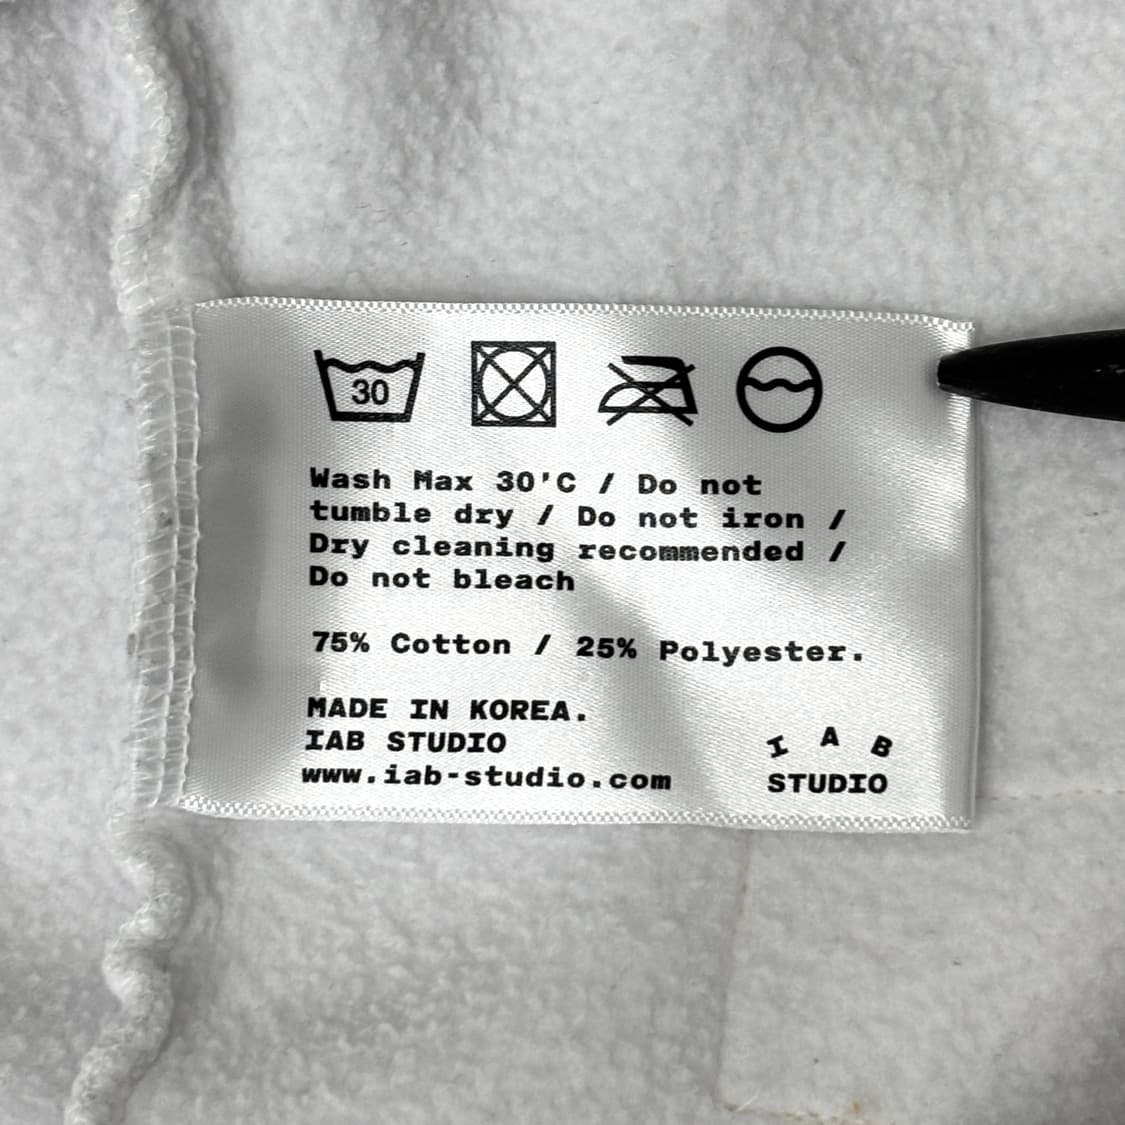 30
Wash Max 30'C / Do not
tumble dry / Do not iron /
Dry cleaning recommended /
Do not bleach
75% Cotton / 25% Polyester.
MADE IN KOREA.
IAB STUDIO
www.iab-studio.com
I A B
STUDIO